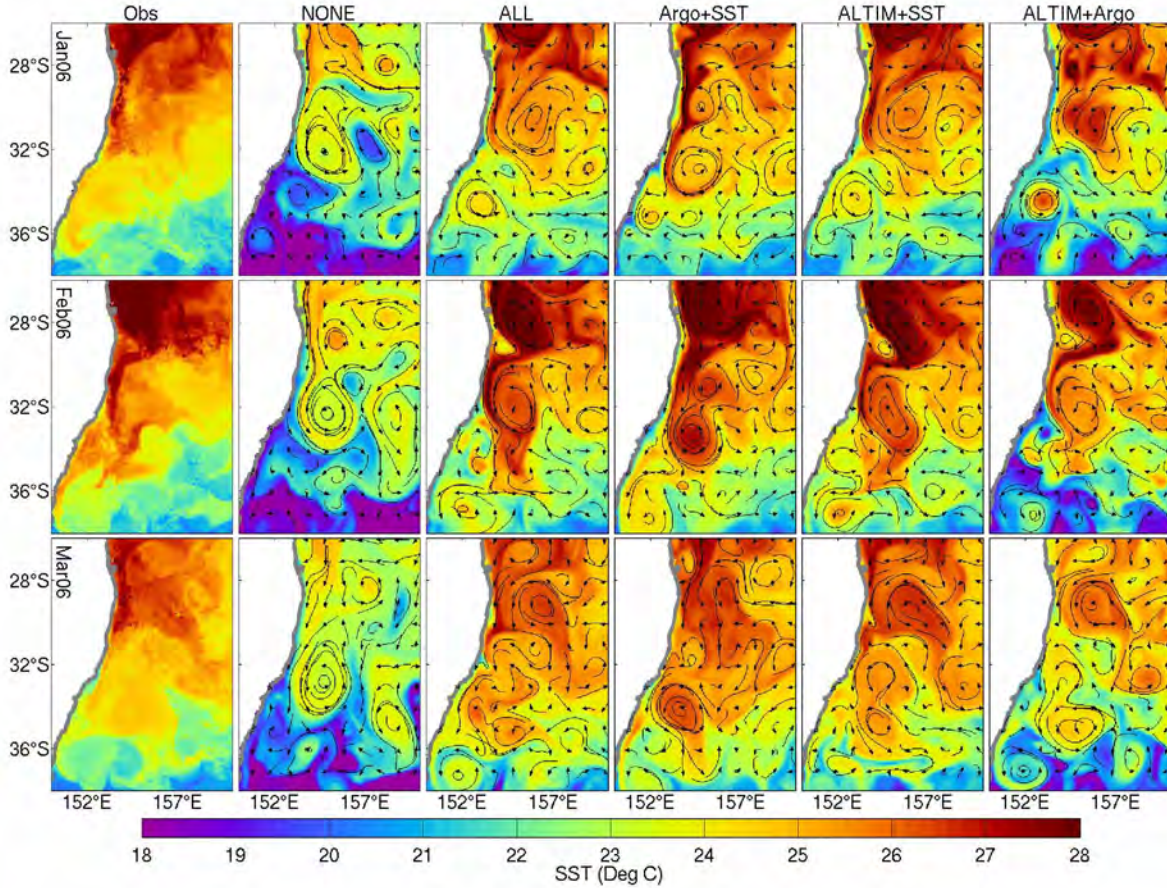 Obs NONE ALL Argo+SST ALTIM+SST ALTIM+Argo
Jan06
28°S
32°S
36°S
Feb06
28°S
32°S
36°S
Mar06
28°S
32°S
36°S
152°E 157°E 152°E 157°E 152°E 157°E 152°E 157°E 152°E 157°E 152°E 157°E
18 19 20 21 22 23 24 25 26 27 28
SST (Deg C)